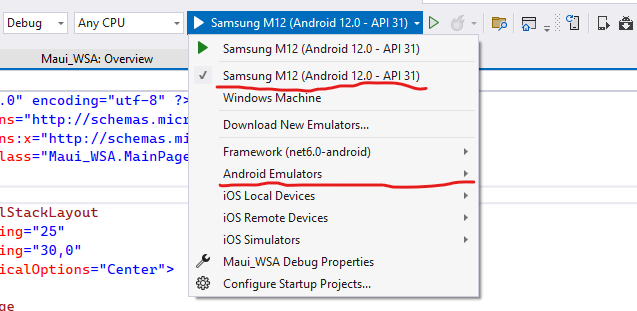 Debug Any CPU Samsung M12 (Android 12.0 - API 31)
Maui_WSA: Overview
Samsung M12 (Android 12.0 - API 31)
Samsung M12 (Android 12.0 - API 31)
Windows Machine
Download New Emulators...
Framework (net6.0-android)
Android Emulators
iOS Local Devices
iOS Remote Devices
iOS Simulators
Maui_WSA Debug Properties
Configure Startup Projects...
.0" encoding="utf-8" ?>
ns="http://schemas.micr
ns:x="http://schemas.mi
lass="Maui_WSA.MainPage
lStackLayout
ing="25"
ing="30,0"
icalOptions="Center">
ge